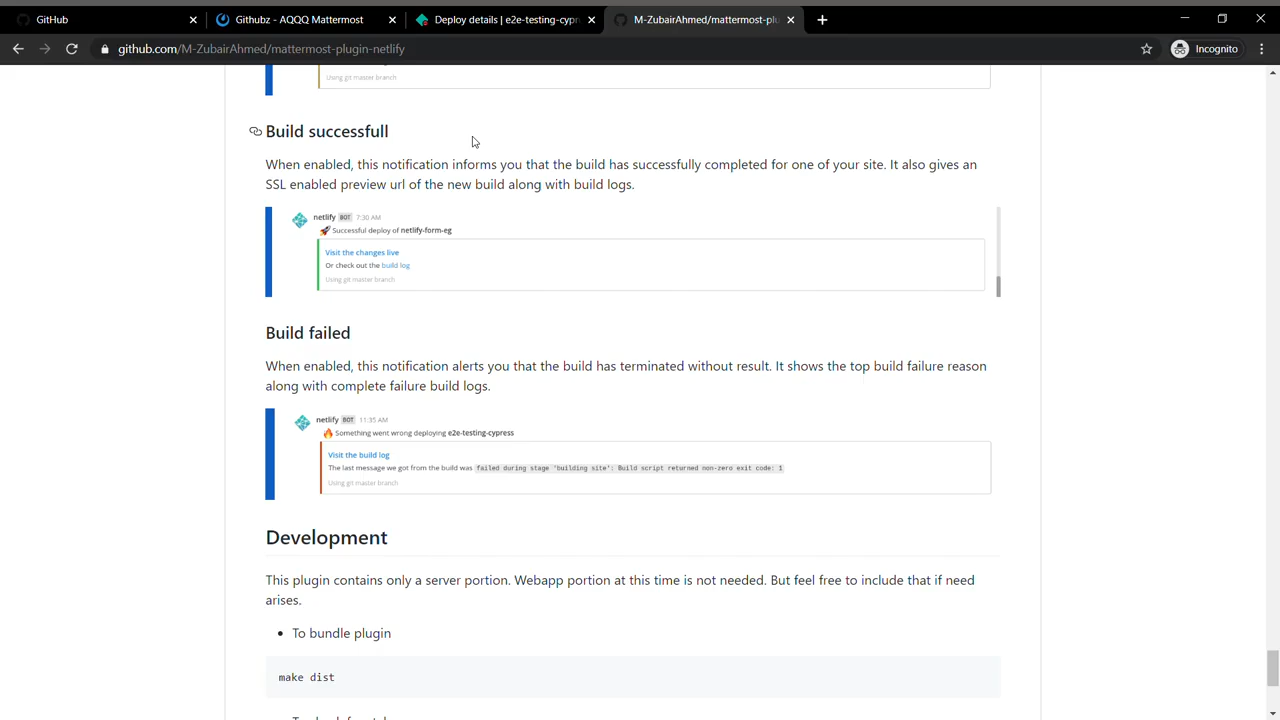 GitHub
Githubz - AQQQ Mattermost
Deploy details | e2e-testing-cypr
M-ZubairAhmed/mattermost-plu
github.com/M-ZubairAhmed/mattermost-plugin-netlify
Incognito
Using git master branch
Build successfull
When enabled, this notification informs you that the build has successfully completed for one of your site. It also gives an
SSL enabled preview url of the new build along with build logs.
netlify BOT 7:30 AM
Successful deploy of netlify-form-eg
Visit the changes live
Or check out the build log
Using git master branch
Build failed
When enabled, this notification alerts you that the build has terminated without result. It shows the top build failure reason
along with complete failure build logs.
netlify BOT 11:35 AM
Something went wrong deploying e2e-testing-cypress
Visit the build log
The last message we got from the build was failed during stage 'building site': Build script returned non-zero exit code: 1
Using git master branch
Development
This plugin contains only a server portion. Webapp portion at this time is not needed. But feel free to include that if need
arises.
• To bundle plugin
make dist